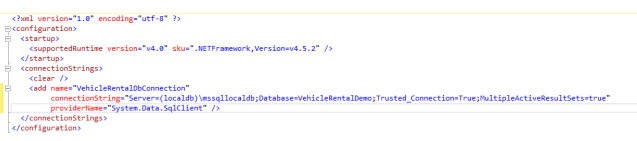 <?xml version="1.0" encoding="utf-8" ?>
<configuration>
<startup>
<supportedRuntime version="v4.0" sku=".NETFramework,Version=v4.5.2" />
</startup>
<connectionStrings>
<clear />
<add name="VehicleRentalDbConnection"
connectionString="Server=(localdb)\mssqllocaldb;Database=VehicleRentalDemo;Trusted_Connection=True;MultipleActiveResultSets=true"
providerName="System.Data.SqlClient" />
</connectionStrings>
</configuration>